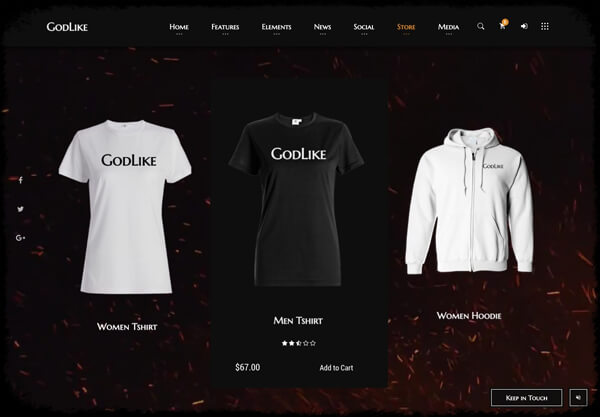 GodLike
Home Features Elements News Social Store Media
GodLike
GodLike
GodLike
Women Tshirt
Men Tshirt
Women Hoodie
$67.00 Add to Cart
Keep in Touch